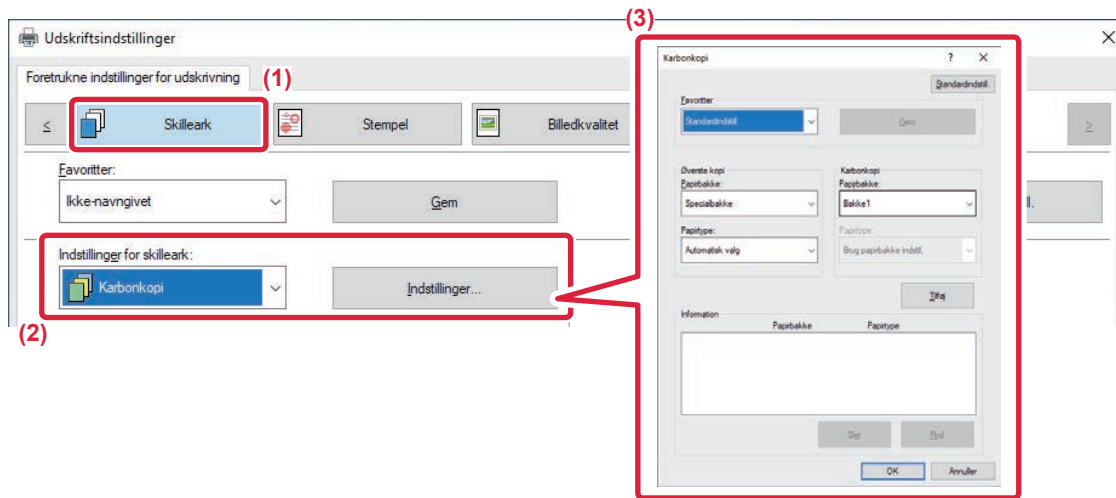 (3)
Udskriftsindstillinger
Foretrukne indstillinger for udskrivning
(1)
<
Skilleark
Stempel
Billedkvalitet
>
Favoritter:
Ikke-navngivet
Gem
l.
Indstillinger for skilleark:
Karbonkopi
Indstillinger...
(2)
Karbonkopi
?
Standardindstill.
Favoritter
Standardindstill.
Gem
Øverste kopi
Karbonkopi
Papirbakke:
Papirbakke:
Specialbakke
Bakke1
Papirtype:
Papirtype:
Automatisk valg
Brug papirbakke indstil.
Tilføj
Information
Papirbakke
Papirtype
Slet
Ryd
OK
Annuller